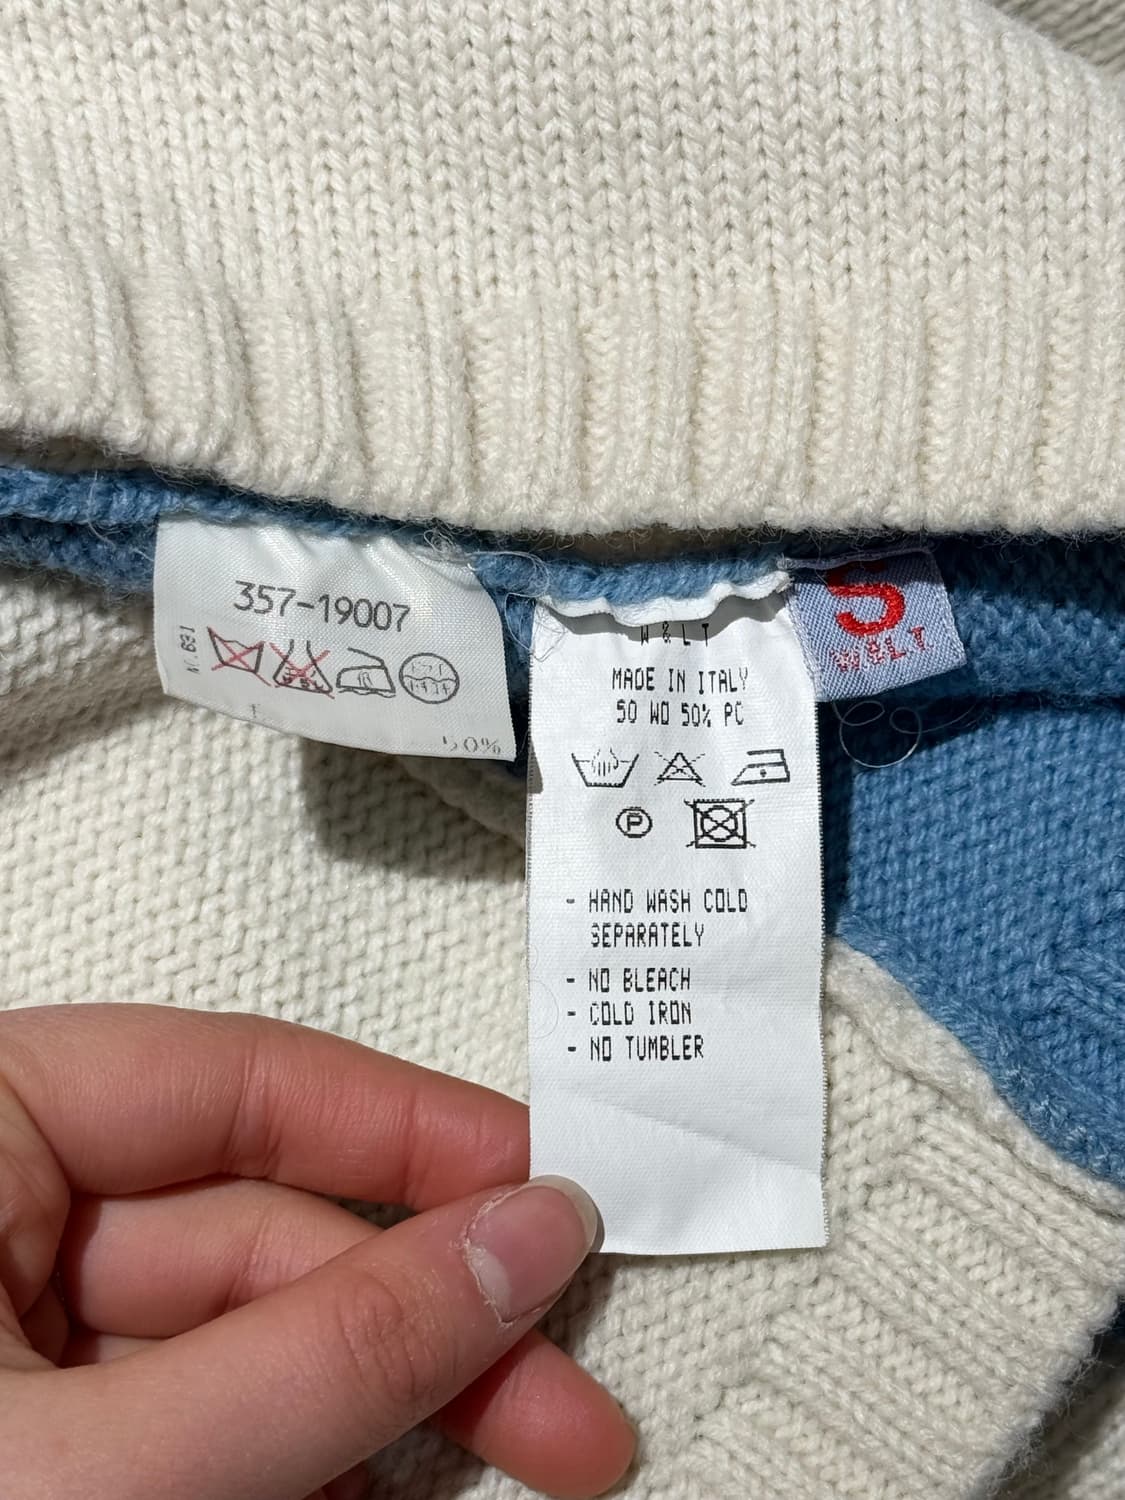 357-19007
50%
W & L T
MADE IN ITALY
50 WO 50% PC
P
- HAND WASH COLD
SEPARATELY
- NO BLEACH
- COLD IRON
- NO TUMBLER
S
W&LT